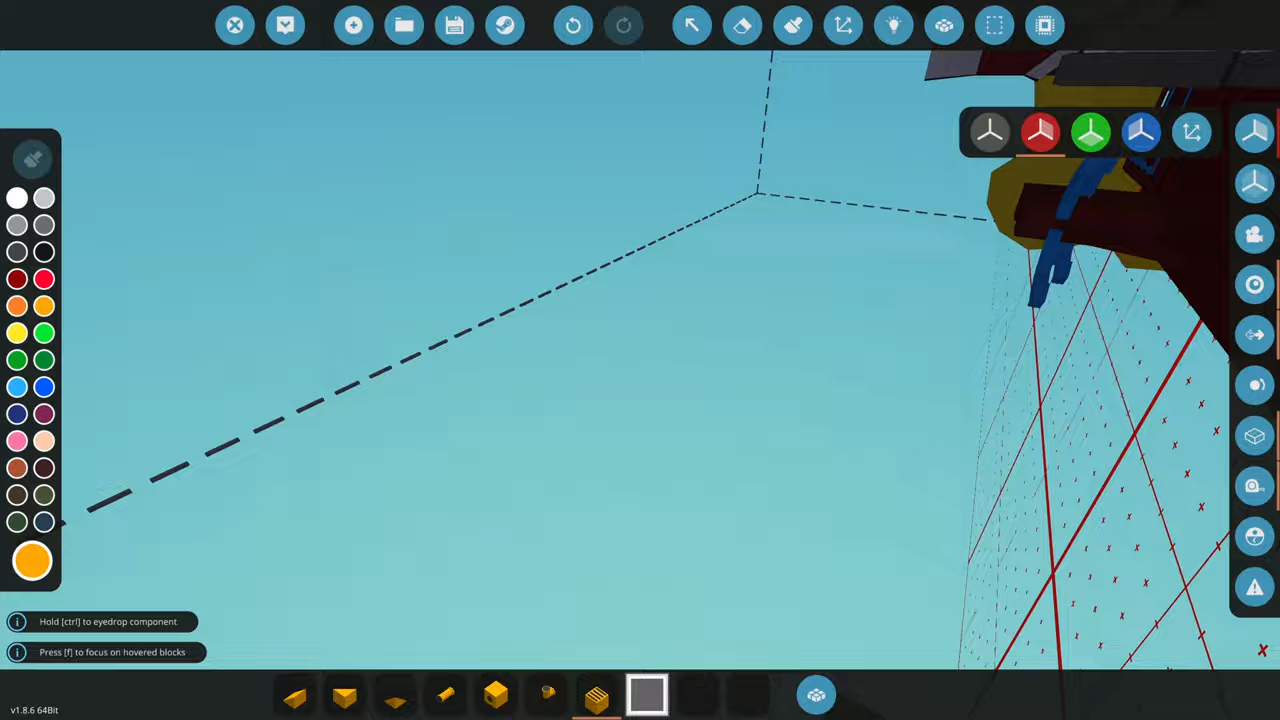 Hold [ctrl] to eyedrop component
Press [f] to focus on hovered blocks
v1.8.6 64Bit